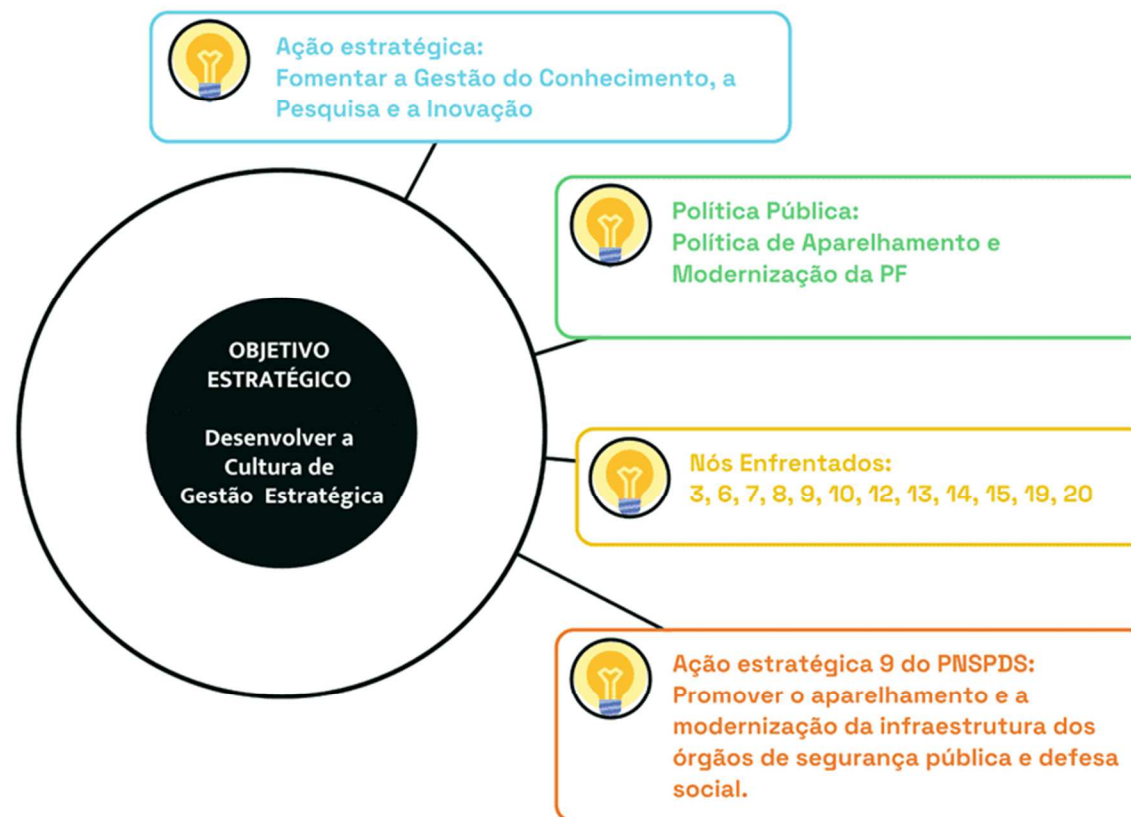 Ação estratégica:
Fomentar a Gestão do Conhecimento, a
Pesquisa e a Inovação
Política Pública:
Política de Aparelhamento e
Modernização da PF
OBJETIVO
ESTRATÉGICO
Desenvolver a
Cultura de
Gestão Estratégica
Nós Enfrentados:
3, 6, 7, 8, 9, 10, 12, 13, 14, 15, 19, 20
Ação estratégica 9 do PNSPDS:
Promover o aparelhamento e a
modernização da infraestrutura dos
órgãos de segurança pública e defesa
social.